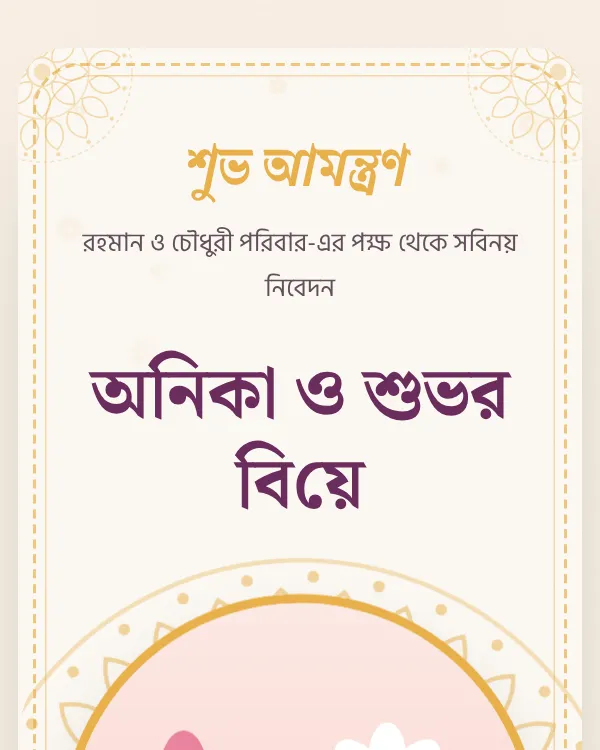 শুভ আমন্ত্রণ
রহমান ও চৌধুরী পরিবার-এর পক্ষ থেকে সবিনয়
নিবেদন
অনিকা ও শুভর
বিয়ে